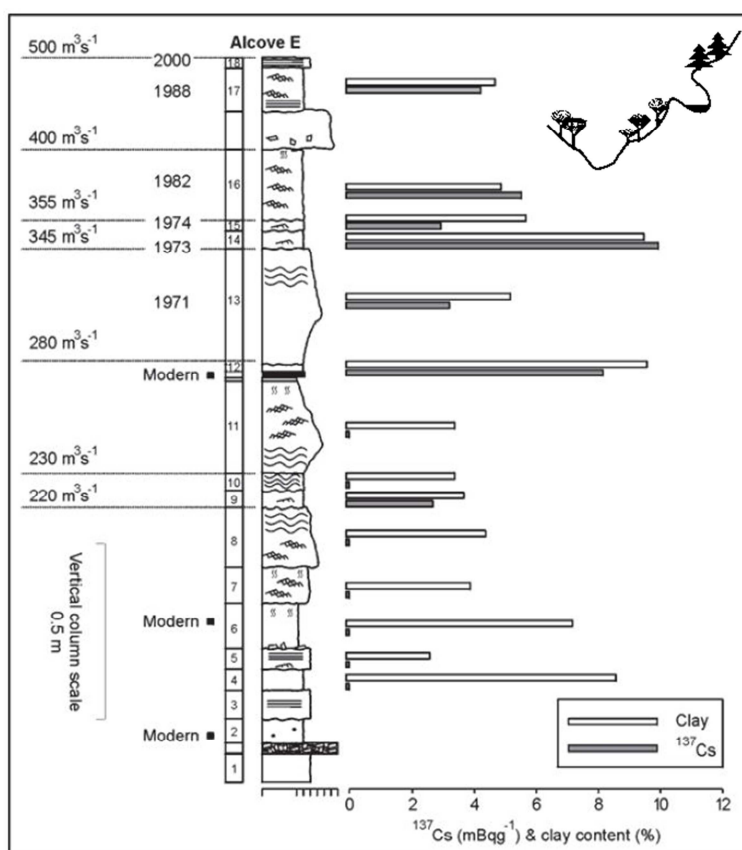 Alcove E
500 m³s⁻¹
2000
18
1988
17
400 m³s⁻¹
1982
16
355 m³s⁻¹
1974
15
345 m³s⁻¹
14
1973
1971
13
280 m³s⁻¹
12
Modern
11
230 m³s⁻¹
10
220 m³s⁻¹
9
8
Vertical column scale
0.5 m
7
Modern
6
5
4
3
Modern
2
1
Clay
¹³⁷Cs
0 2 4 6 8 10 12
¹³⁷Cs (mBqg⁻¹) & clay content (%)